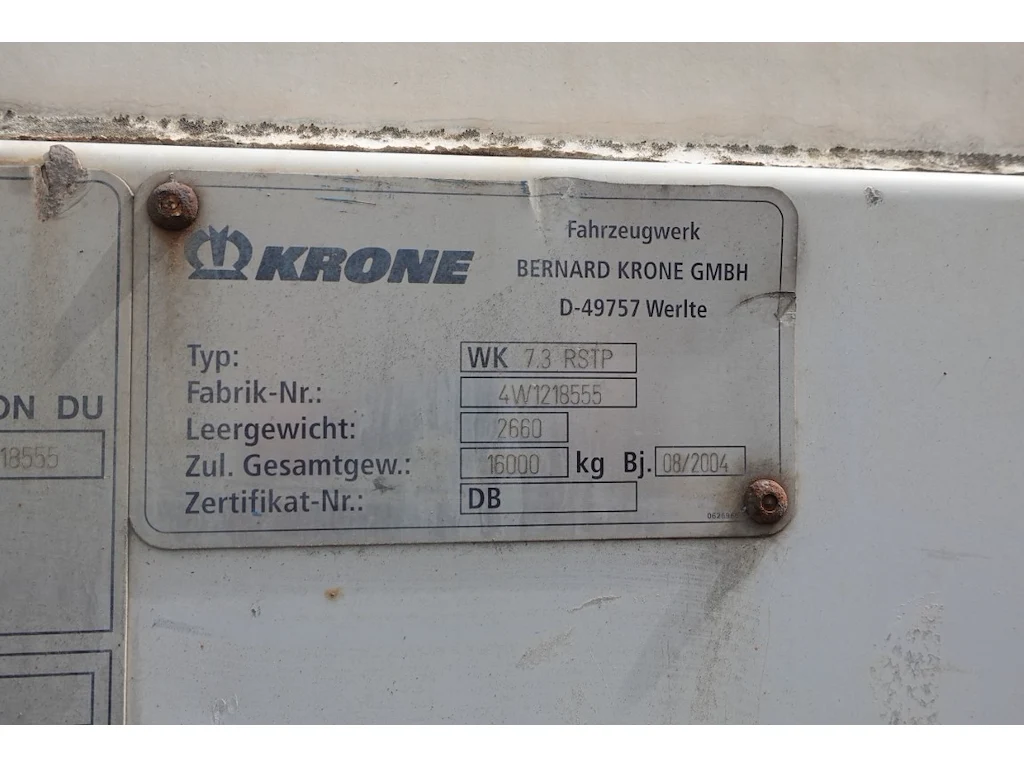 KRONE
Fahrzeugwerk
BERNARD KRONE GMBH
D-49757 Werlte
Typ: WK 7.3 RSTP
Fabrik-Nr.: 4W1218555
Leergewicht: 2660
Zul. Gesamtgew.: 16000 kg Bj. 08/2004
Zertifikat-Nr.: DB
ON DU
18555